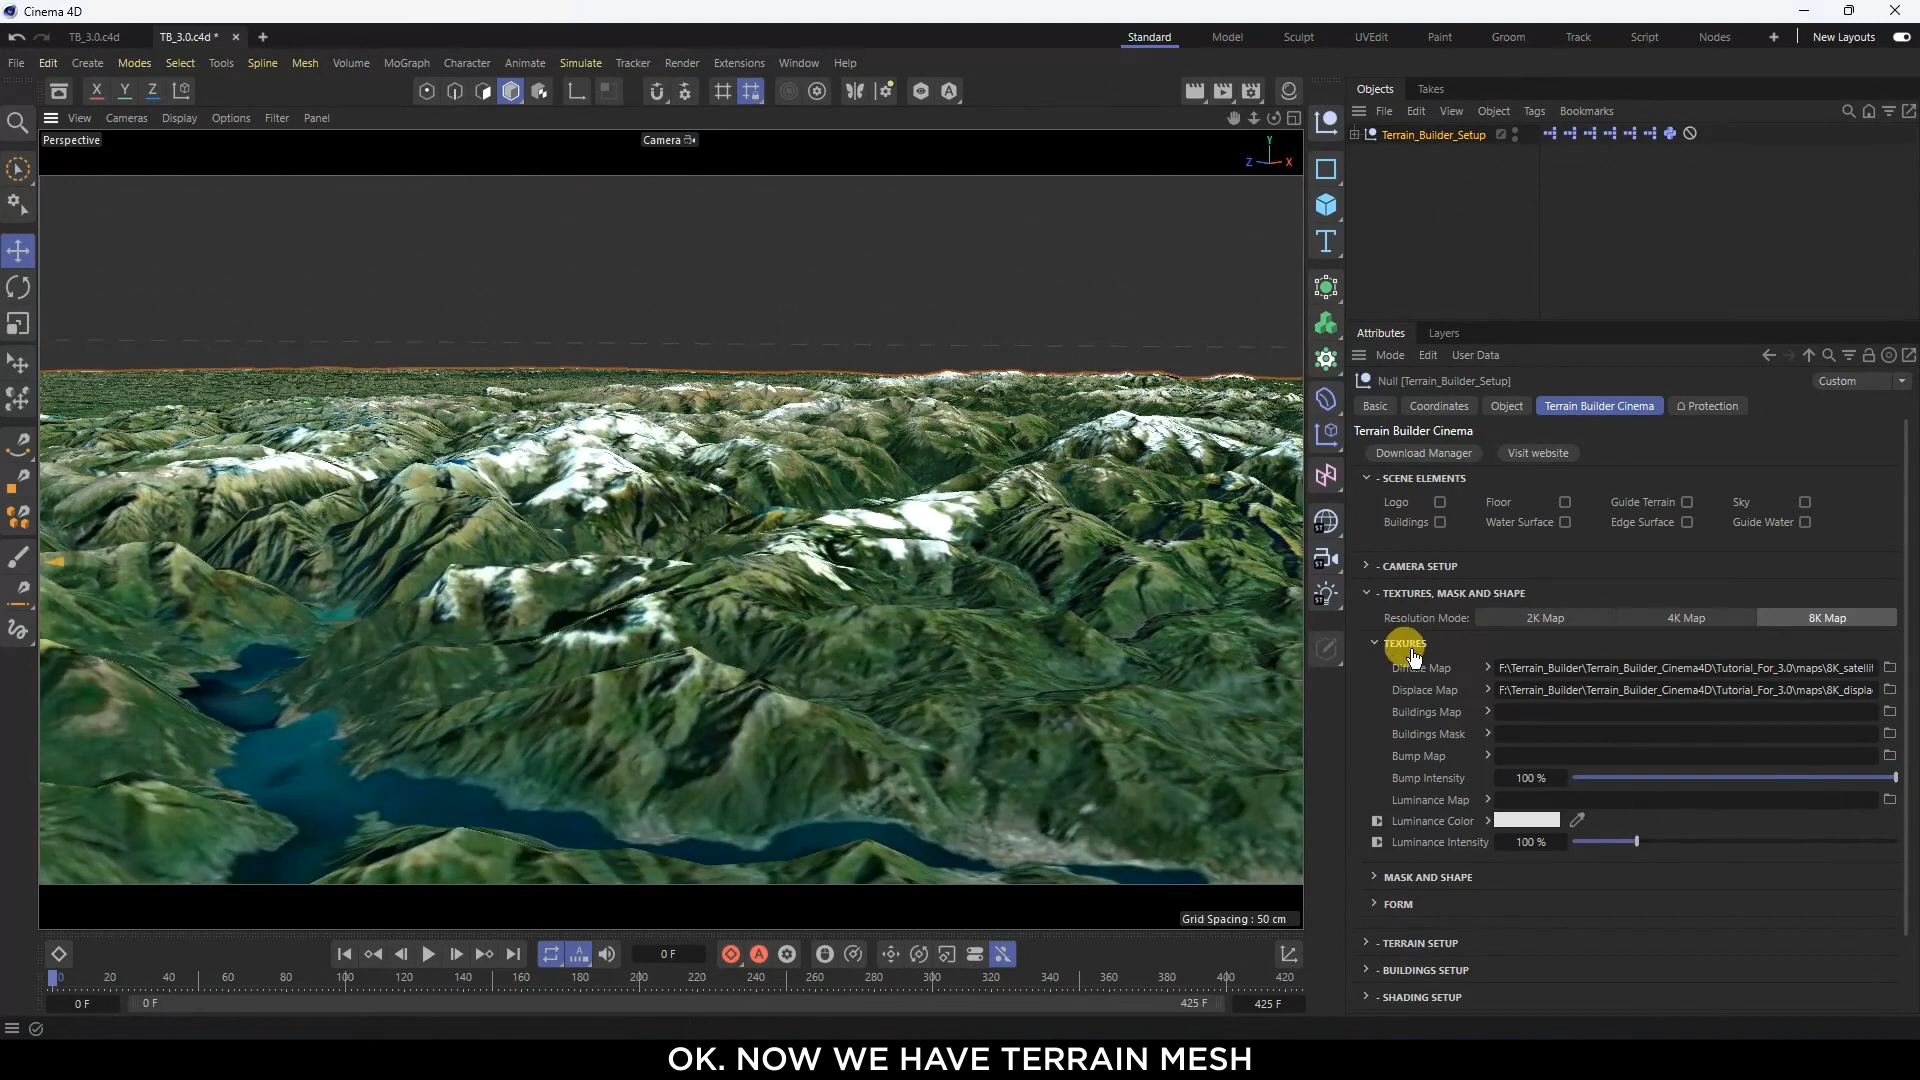 Cinema 4D
TB_3.0.c4d
TB_3.0.c4d *
Standard
Model
Sculpt
UVEdit
Paint
Groom
Track
Script
Nodes
New Layouts
File
Edit
Create
Modes
Select
Tools
Spline
Mesh
Volume
MoGraph
Character
Animate
Simulate
Tracker
Render
Extensions
Window
Help
X
Y
Z
View
Cameras
Display
Options
Filter
Panel
Perspective
Camera
Y
Z
X
Grid Spacing : 50 cm
Objects
Takes
File
Edit
View
Object
Tags
Bookmarks
Terrain_Builder_Setup
Attributes
Layers
Mode
Edit
User Data
Null [Terrain_Builder_Setup]
Custom
Basic
Coordinates
Object
Terrain Builder Cinema
Protection
Terrain Builder Cinema
Download Manager
Visit website
- SCENE ELEMENTS
Logo
Floor
Guide Terrain
Sky
Buildings
Water Surface
Edge Surface
Guide Water
- CAMERA SETUP
- TEXTURES, MASK AND SHAPE
Resolution Mode:
2K Map
4K Map
8K Map
TEXURES
Map
F:\Terrain_Builder\Terrain_Builder_Cinema4D\Tutorial_For_3.0\maps\8K_satellit
Displace Map
F:\Terrain_Builder\Terrain_Builder_Cinema4D\Tutorial_For_3.0\maps\8K_displa
Buildings Map
Buildings Mask
Bump Map
Bump Intensity
100 %
Luminance Map
Luminance Color
Luminance Intensity
100 %
MASK AND SHAPE
FORM
- TERRAIN SETUP
- BUILDINGS SETUP
- SHADING SETUP
0 F
0
20
40
60
80
100
120
140
160
180
200
220
240
260
280
300
320
340
360
380
400
420
0 F
0 F
425 F
425 F
OK. NOW WE HAVE TERRAIN MESH